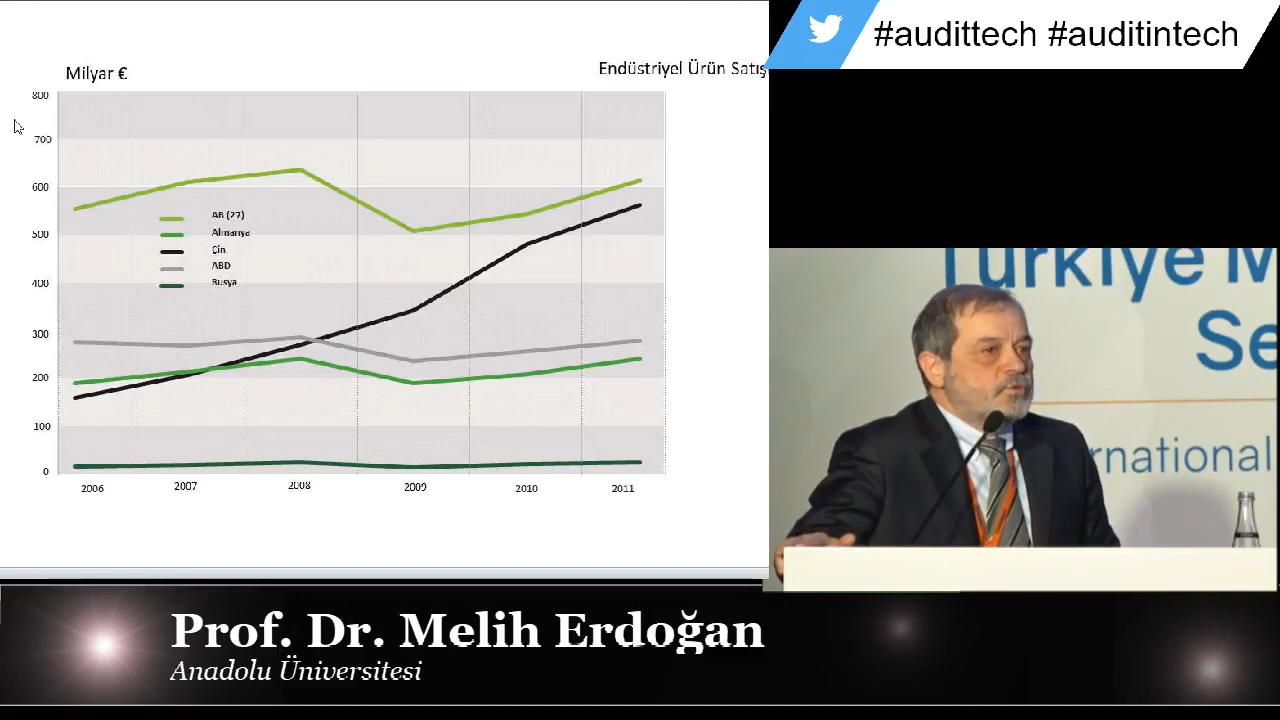 #audittech #auditintech
Milyar €
Endüstriyel Ürün Satış
800
700
600
500
400
300
200
100
0
AB (27)
Almanya
Çin
ABD
Rusya
2006
2007
2008
2009
2010
2011
Türkiye M
Se
rnational
Prof. Dr. Melih Erdoğan
Anadolu Üniversitesi